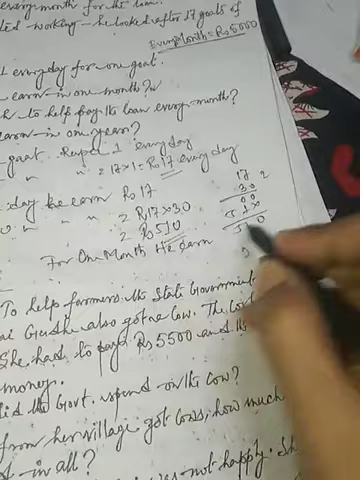 every month for the loan.
ted working - he looked after 17 goats of
Every Month = Rs 5000
1 everyday for one goat.
earn in one month?
to help pay its loan every month?
earn in one year?
goat Rupee 1 everyday
" " = 17×1 = Rs 17 every day
day he earn Rs 17
" " = Rs 17×30
= Rs 510
17
30
00
51×
510
For One Month He earn
To help farmers, the State Government
also got a cow. The Cost
She had to pay Rs 5500 and the
money.
did the Govt. spend on the Cow?
from her village got cows, how much
in all?
was not happy.